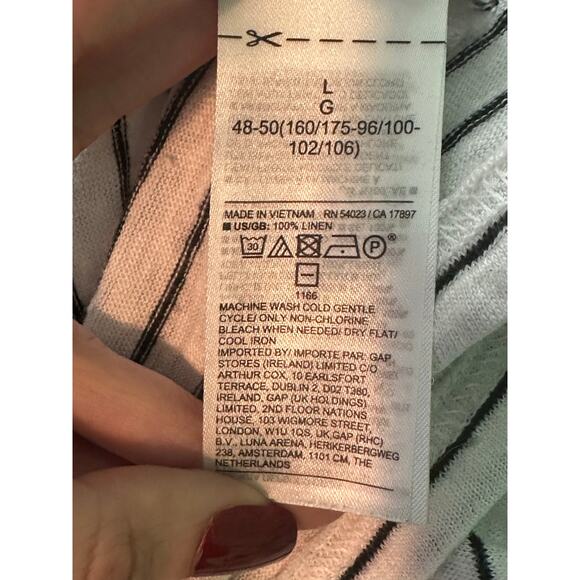 L
G
48-50(160/175-96/100-
102/106)
MADE IN VIETNAM RN 54023 / CA 17897
US/GB: 100% LINEN
30 P
1166
MACHINE WASH COLD GENTLE
CYCLE/ ONLY NON-CHLORINE
BLEACH WHEN NEEDED/ DRY FLAT/
COOL IRON
IMPORTED BY/ IMPORTE PAR: GAP
STORES (IRELAND) LIMITED C/O
ARTHUR COX, 10 EARLSFORT
TERRACE, DUBLIN 2, D02 T380,
IRELAND, GAP (UK HOLDINGS)
LIMITED, 2ND FLOOR NATIONS
HOUSE, 103 WIGMORE STREET,
LONDON, W1U 1QS, UK, GAP (RHC)
B.V., LUNA ARENA, HERIKERBERGWEG
238, AMSTERDAM, 1101 CM, THE
NETHERLANDS